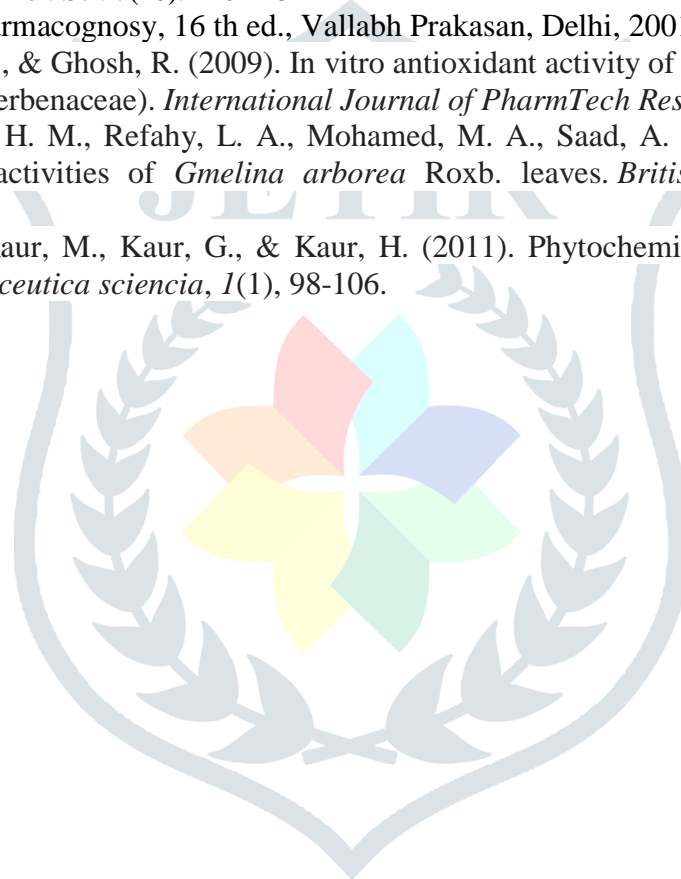 rmacognosy, 16 th ed., Vallabh Prakasan, Delhi, 2001
, & Ghosh, R. (2009). In vitro antioxidant activity of
erbenaceae). International Journal of PharmTech Res
H. M., Refahy, L. A., Mohamed, M. A., Saad, A.
activities of Gmelina arborea Roxb. leaves. Britis
JETIR
aur, M., Kaur, G., & Kaur, H. (2011). Phytochemi
ceutica sciencia, 1(1), 98-106.